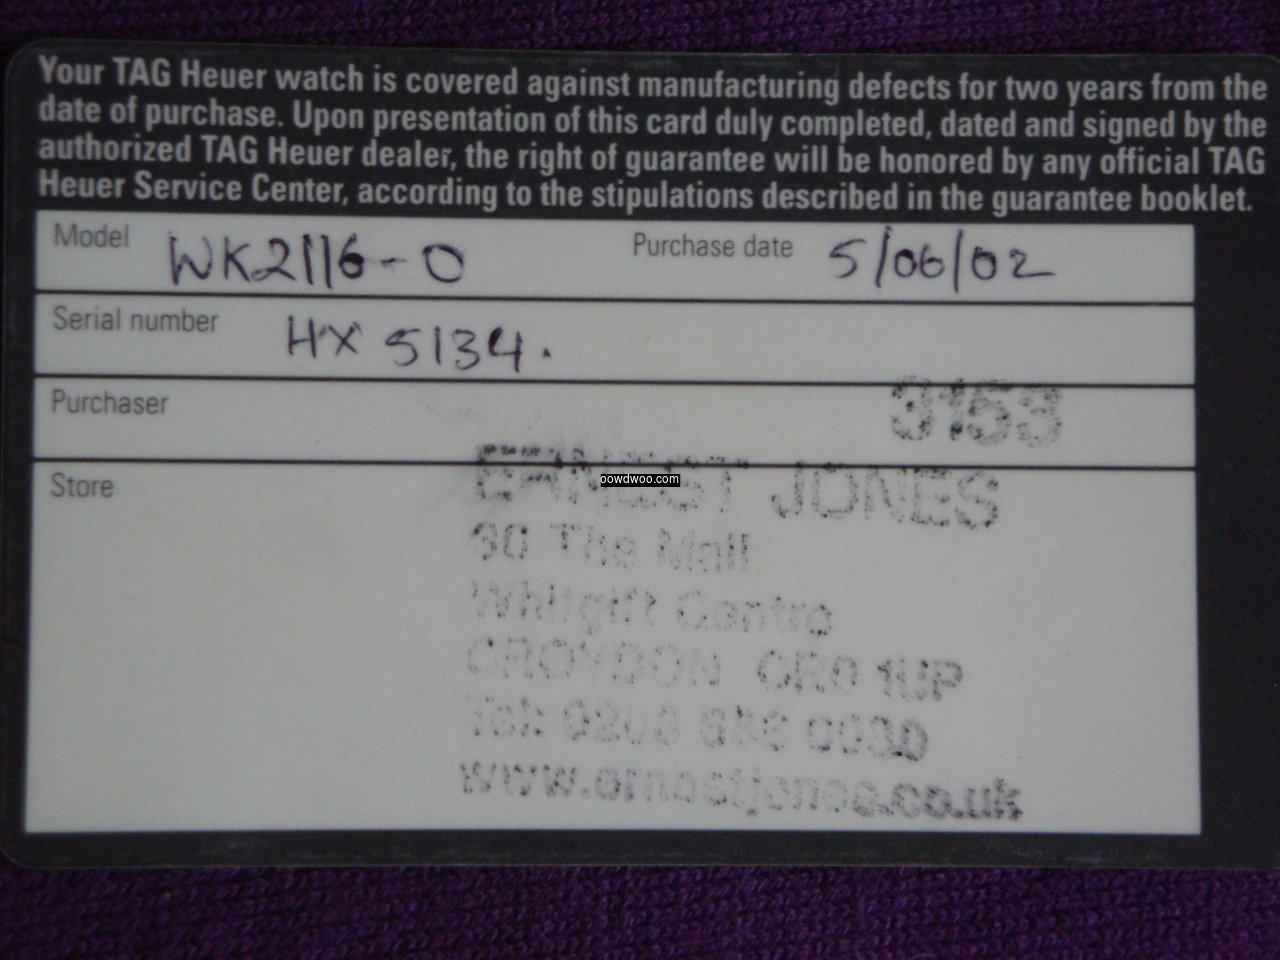 Your TAG Heuer watch is covered against manufacturing defects for two years from the
date of purchase. Upon presentation of this card duly completed, dated and signed by the
authorized TAG Heuer dealer, the right of guarantee will be honored by any official TAG
Heuer Service Center, according to the stipulations described in the guarantee booklet.
Model WK2116-0 Purchase date 5/06/02
Serial number HX 5134.
Purchaser
3153
Store
ERNEST JONES
oowdwoo.com
30 The Mall
Whitgift Centre
CROYDON CR0 1UP
Tel: 0208
www.ernestjones.co.uk